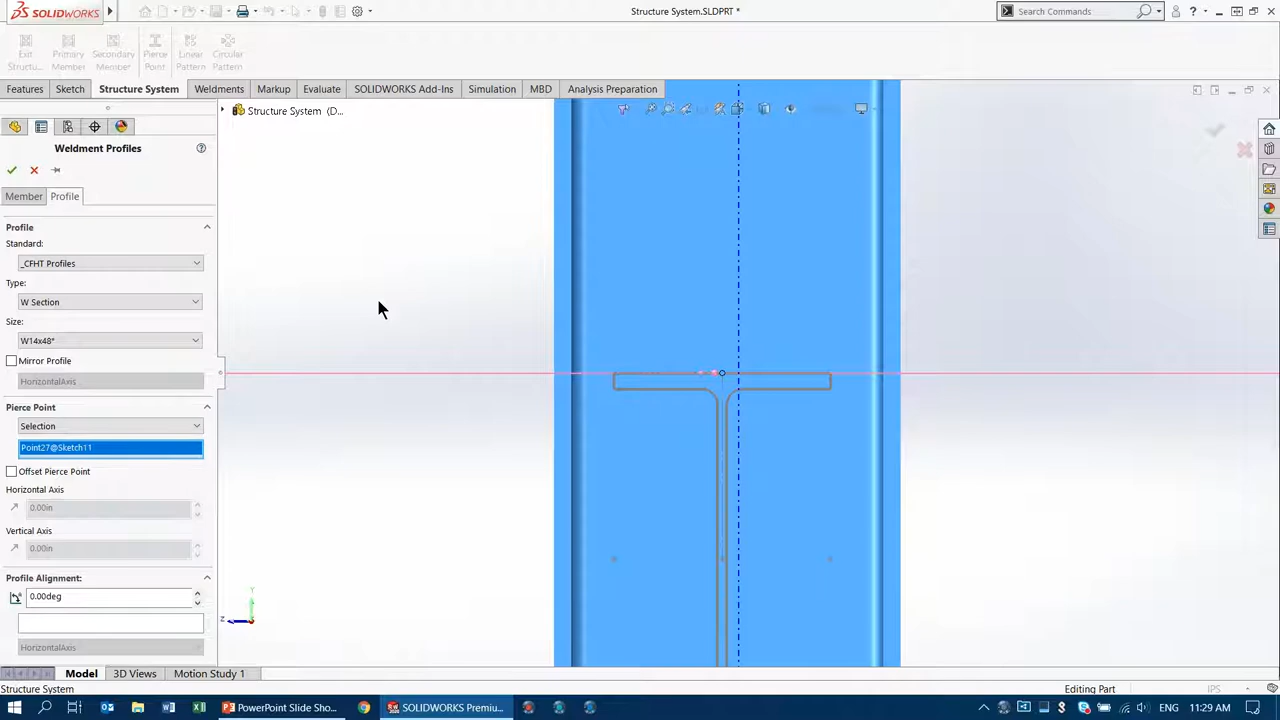 SOLIDWORKS
Structure System.SLDPRT *
Search Commands
?
Exit Structu...
Primary Member
Secondary Member
Pierce Point
Linear Pattern
Circular Pattern
Features
Sketch
Structure System
Weldments
Markup
Evaluate
SOLIDWORKS Add-Ins
Simulation
MBD
Analysis Preparation
Structure System (D...
Weldment Profiles
Member
Profile
Profile
Standard:
_CFHT Profiles
Type:
W Section
Size:
W14x48*
Mirror Profile
HorizontalAxis
Pierce Point
Selection
Point27@Sketch11
Offset Pierce Point
Horizontal Axis
0.00in
Vertical Axis
0.00in
Profile Alignment:
0.00deg
HorizontalAxis
Y
Z
Model
3D Views
Motion Study 1
Structure System
Editing Part
IPS
PowerPoint Slide Sho...
SOLIDWORKS Premiu...
ENG
11:29 AM